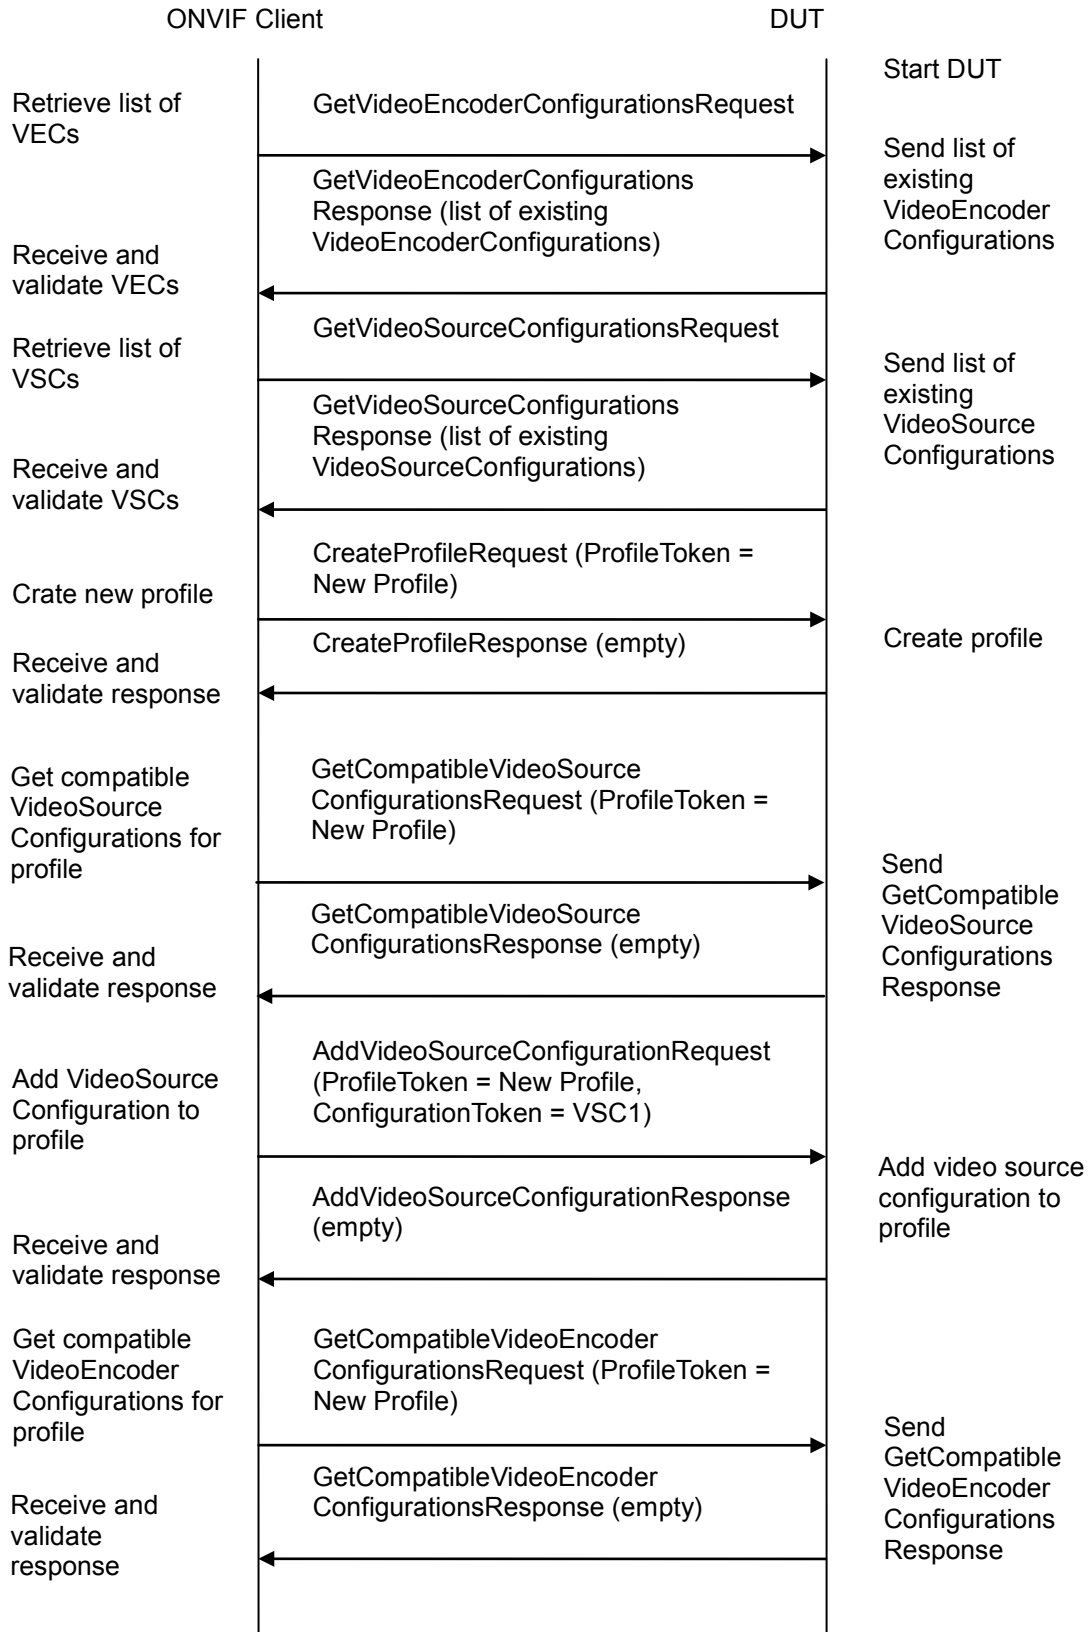 ONVIF Client
DUT
Start DUT
Retrieve list of
VECs
GetVideoEncoderConfigurationsRequest
Send list of
existing
VideoEncoder
Configurations
GetVideoEncoderConfigurations
Response (list of existing
VideoEncoderConfigurations)
Receive and
validate VECs
GetVideoSourceConfigurationsRequest
Retrieve list of
VSCs
Send list of
existing
VideoSource
Configurations
GetVideoSourceConfigurations
Response (list of existing
VideoSourceConfigurations)
Receive and
validate VSCs
CreateProfileRequest (ProfileToken =
New Profile)
Crate new profile
Create profile
CreateProfileResponse (empty)
Receive and
validate response
Get compatible
VideoSource
Configurations for
profile
GetCompatibleVideoSource
ConfigurationsRequest (ProfileToken =
New Profile)
Send
GetCompatible
VideoSource
Configurations
Response
GetCompatibleVideoSource
ConfigurationsResponse (empty)
Receive and
validate response
AddVideoSourceConfigurationRequest
(ProfileToken = New Profile,
ConfigurationToken = VSC1)
Add VideoSource
Configuration to
profile
Add video source
configuration to
profile
AddVideoSourceConfigurationResponse
(empty)
Receive and
validate response
Get compatible
VideoEncoder
Configurations for
profile
GetCompatibleVideoEncoder
ConfigurationsRequest (ProfileToken =
New Profile)
Send
GetCompatible
VideoEncoder
Configurations
Response
GetCompatibleVideoEncoder
ConfigurationsResponse (empty)
Receive and
validate
response